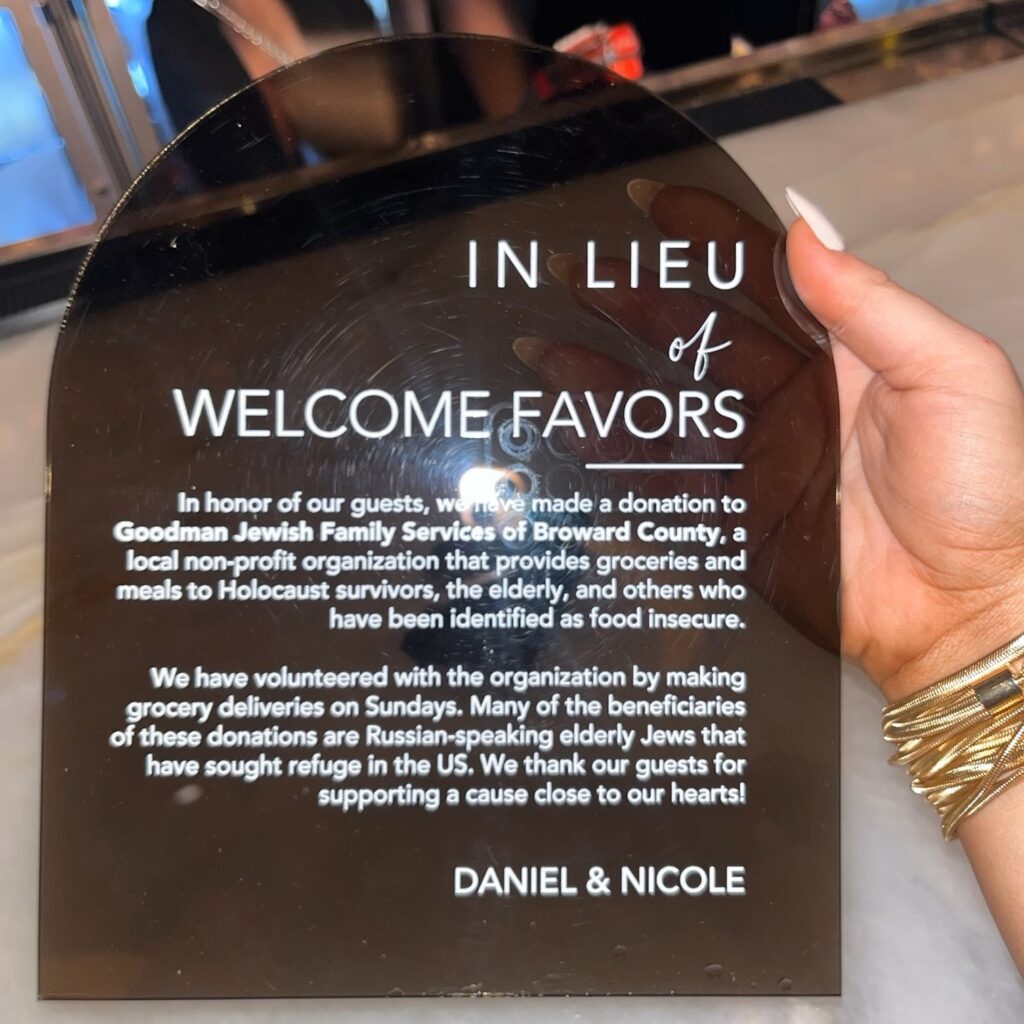 IN LIEU
of
WELCOME FAVORS
In honor of our guests, we have made a donation to
Goodman Jewish Family Services of Broward County, a
local non-profit organization that provides groceries and
meals to Holocaust survivors, the elderly, and others who
have been identified as food insecure.
We have volunteered with the organization by making
grocery deliveries on Sundays. Many of the beneficiaries
of these donations are Russian-speaking elderly Jews that
have sought refuge in the US. We thank our guests for
supporting a cause close to our hearts!
DANIEL & NICOLE